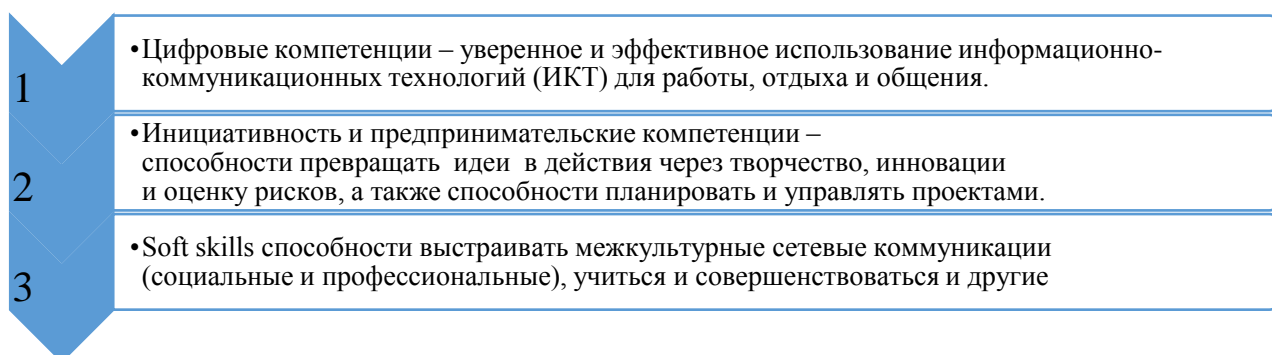 1
•Цифровые компетенции – уверенное и эффективное использование информационно-
коммуникационных технологий (ИКТ) для работы, отдыха и общения.
2
•Инициативность и предпринимательские компетенции –
способности превращать идеи в действия через творчество, инновации
и оценку рисков, а также способности планировать и управлять проектами.
3
•Soft skills способности выстраивать межкультурные сетевые коммуникации
(социальные и профессиональные), учиться и совершенствоваться и другие